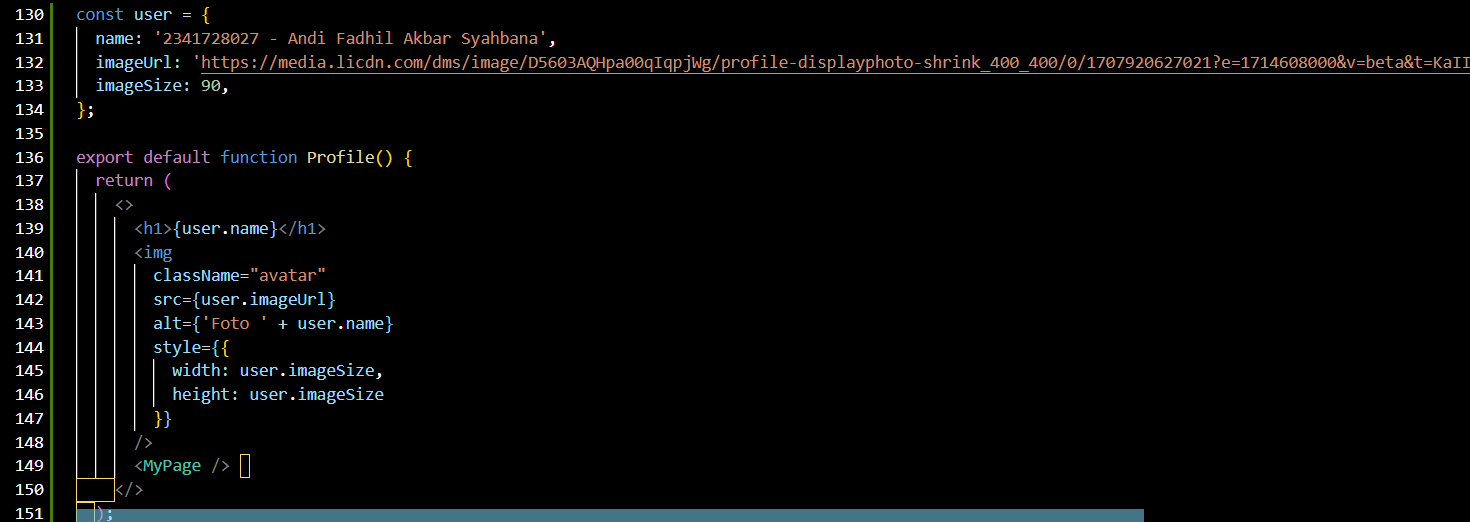 130 const user = {
131   name: '2341728027 - Andi Fadhil Akbar Syahbana',
132   imageUrl: 'https://media.licdn.com/dms/image/D5603AQHpa00qIqpjWg/profile-displayphoto-shrink_400_400/0/1707920627021?e=1714608000&v=beta&t=KaII
133   imageSize: 90,
134 };
135
136 export default function Profile() {
137   return (
138     <>
139       <h1>{user.name}</h1>
140       <img
141         className="avatar"
142         src={user.imageUrl}
143         alt={'Foto ' + user.name}
144         style={{
145           width: user.imageSize,
146           height: user.imageSize
147         }}
148       />
149       <MyPage />
150     </>
151   );